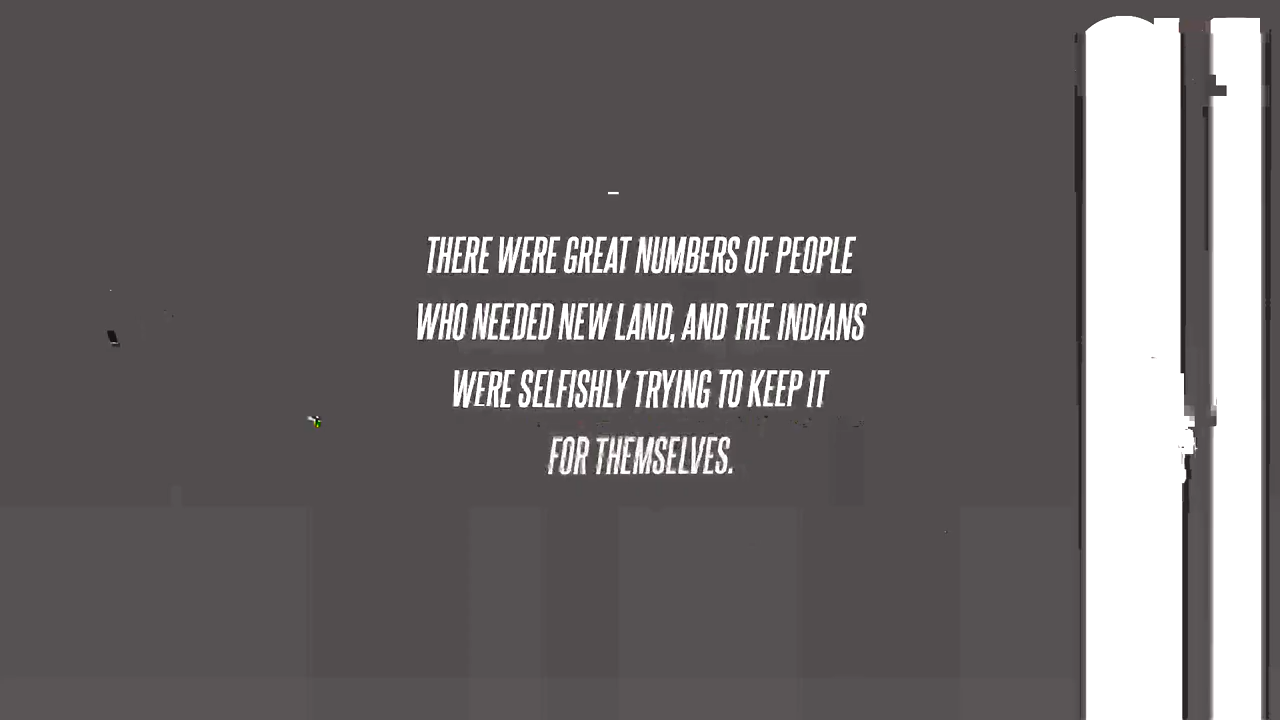 THERE WERE GREAT NUMBERS OF PEOPLE
WHO NEEDED NEW LAND, AND THE INDIANS
WERE SELFISHLY TRYING TO KEEP IT
FOR THEMSELVES.